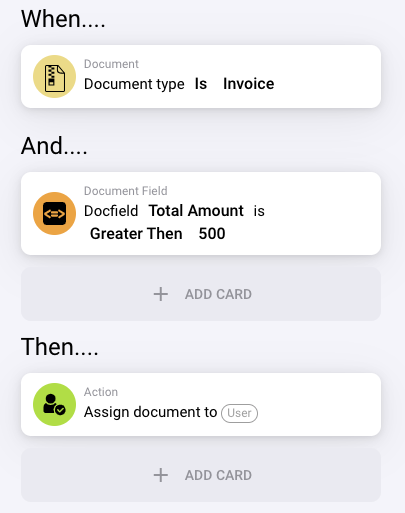 When....
Document
Document type Is Invoice
And....
Document Field
Docfield Total Amount is
Greater Then 500
ADD CARD
Then....
Action
Assign document to User
ADD CARD